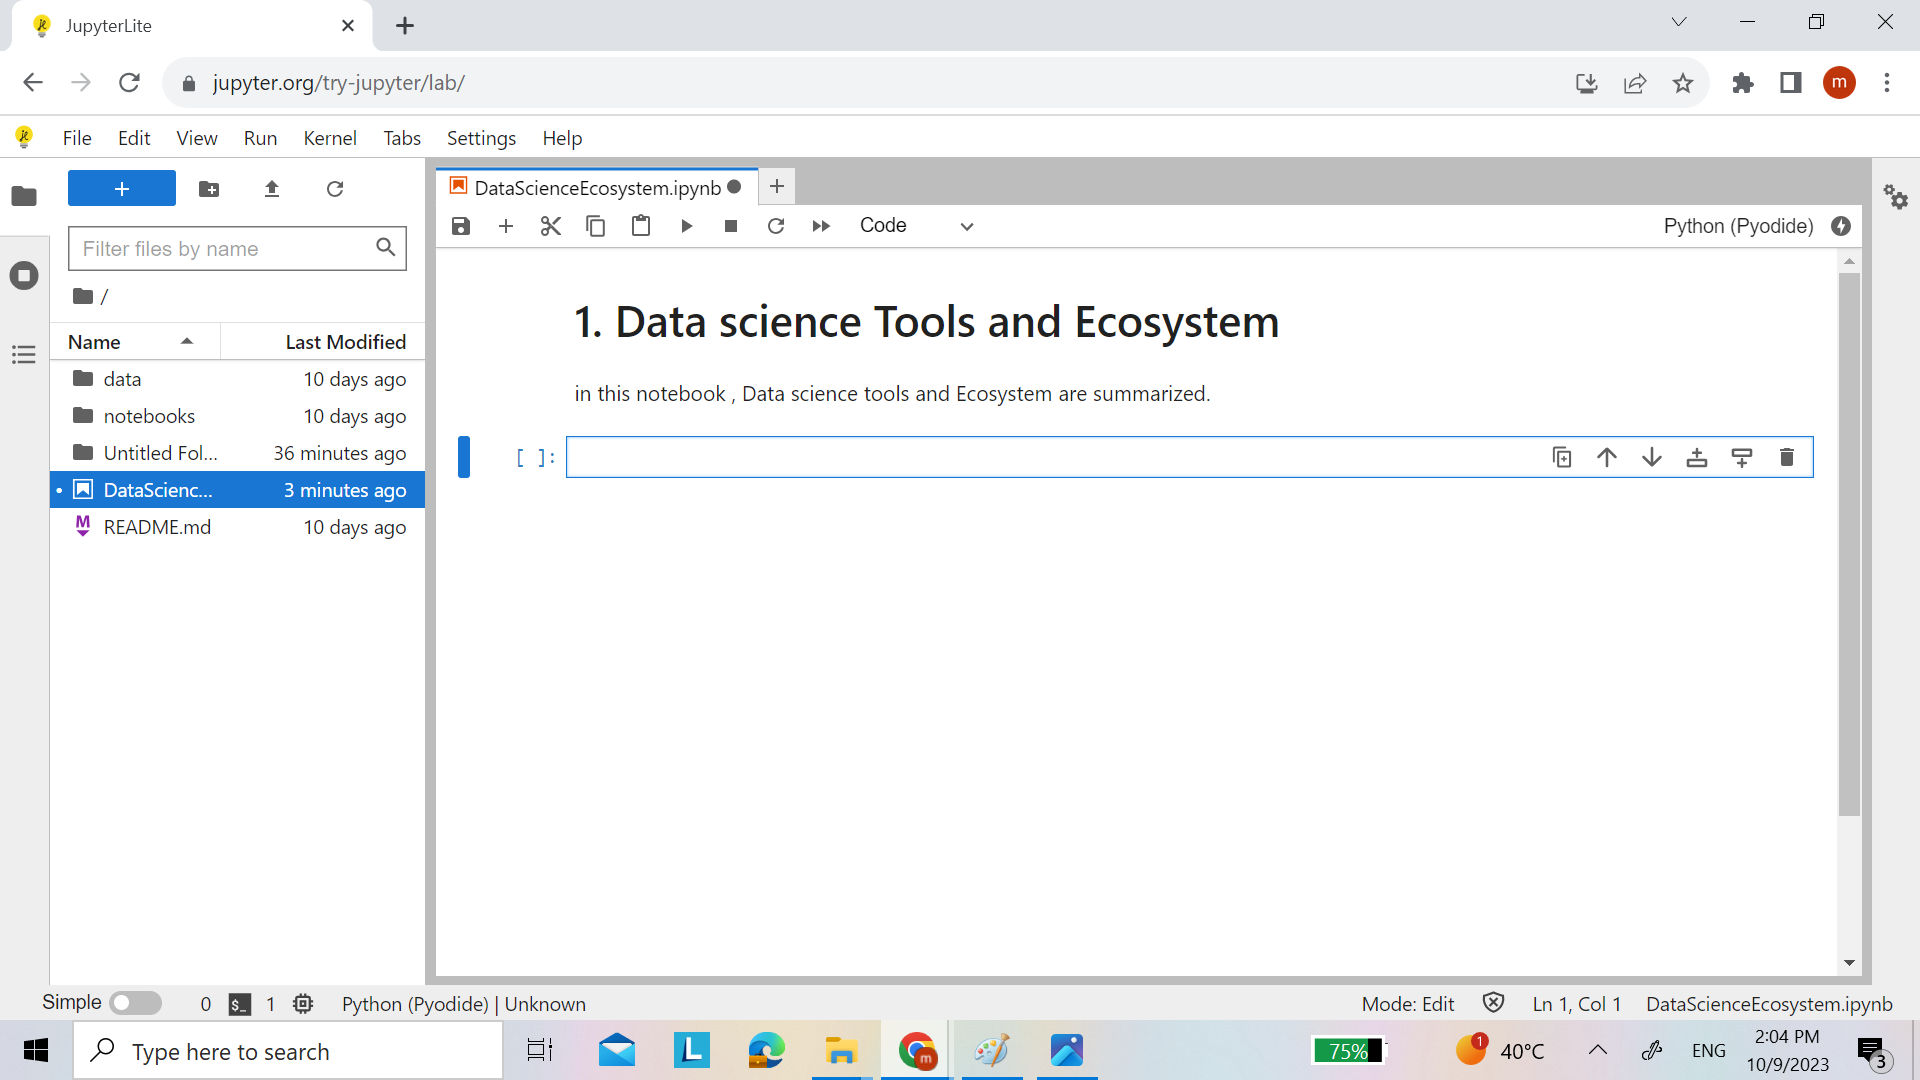 JupyterLite
jupyter.org/try-jupyter/lab/
m
File Edit View Run Kernel Tabs Settings Help
DataScienceEcosystem.ipynb
Code
Python (Pyodide)
Filter files by name
/
Name Last Modified
data 10 days ago
notebooks 10 days ago
Untitled Fol... 36 minutes ago
DataScienc... 3 minutes ago
README.md 10 days ago
1. Data science Tools and Ecosystem
in this notebook , Data science tools and Ecosystem are summarized.
[ ]:
Simple 0 $_ 1 Python (Pyodide) | Unknown Mode: Edit Ln 1, Col 1 DataScienceEcosystem.ipynb
Type here to search
L
m
75%
1
40°C
ENG
2:04 PM
10/9/2023
3